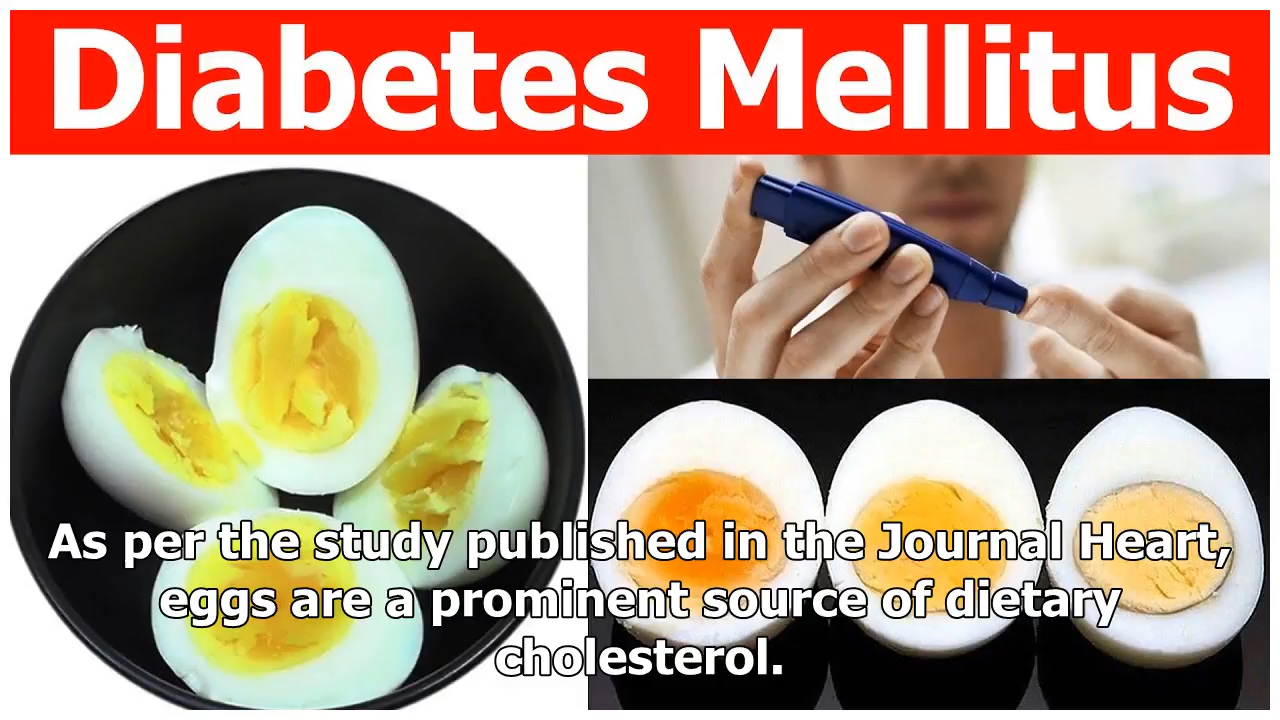 Diabetes Mellitus
As per the study published in the Journal Heart,
eggs are a prominent source of dietary
cholesterol.